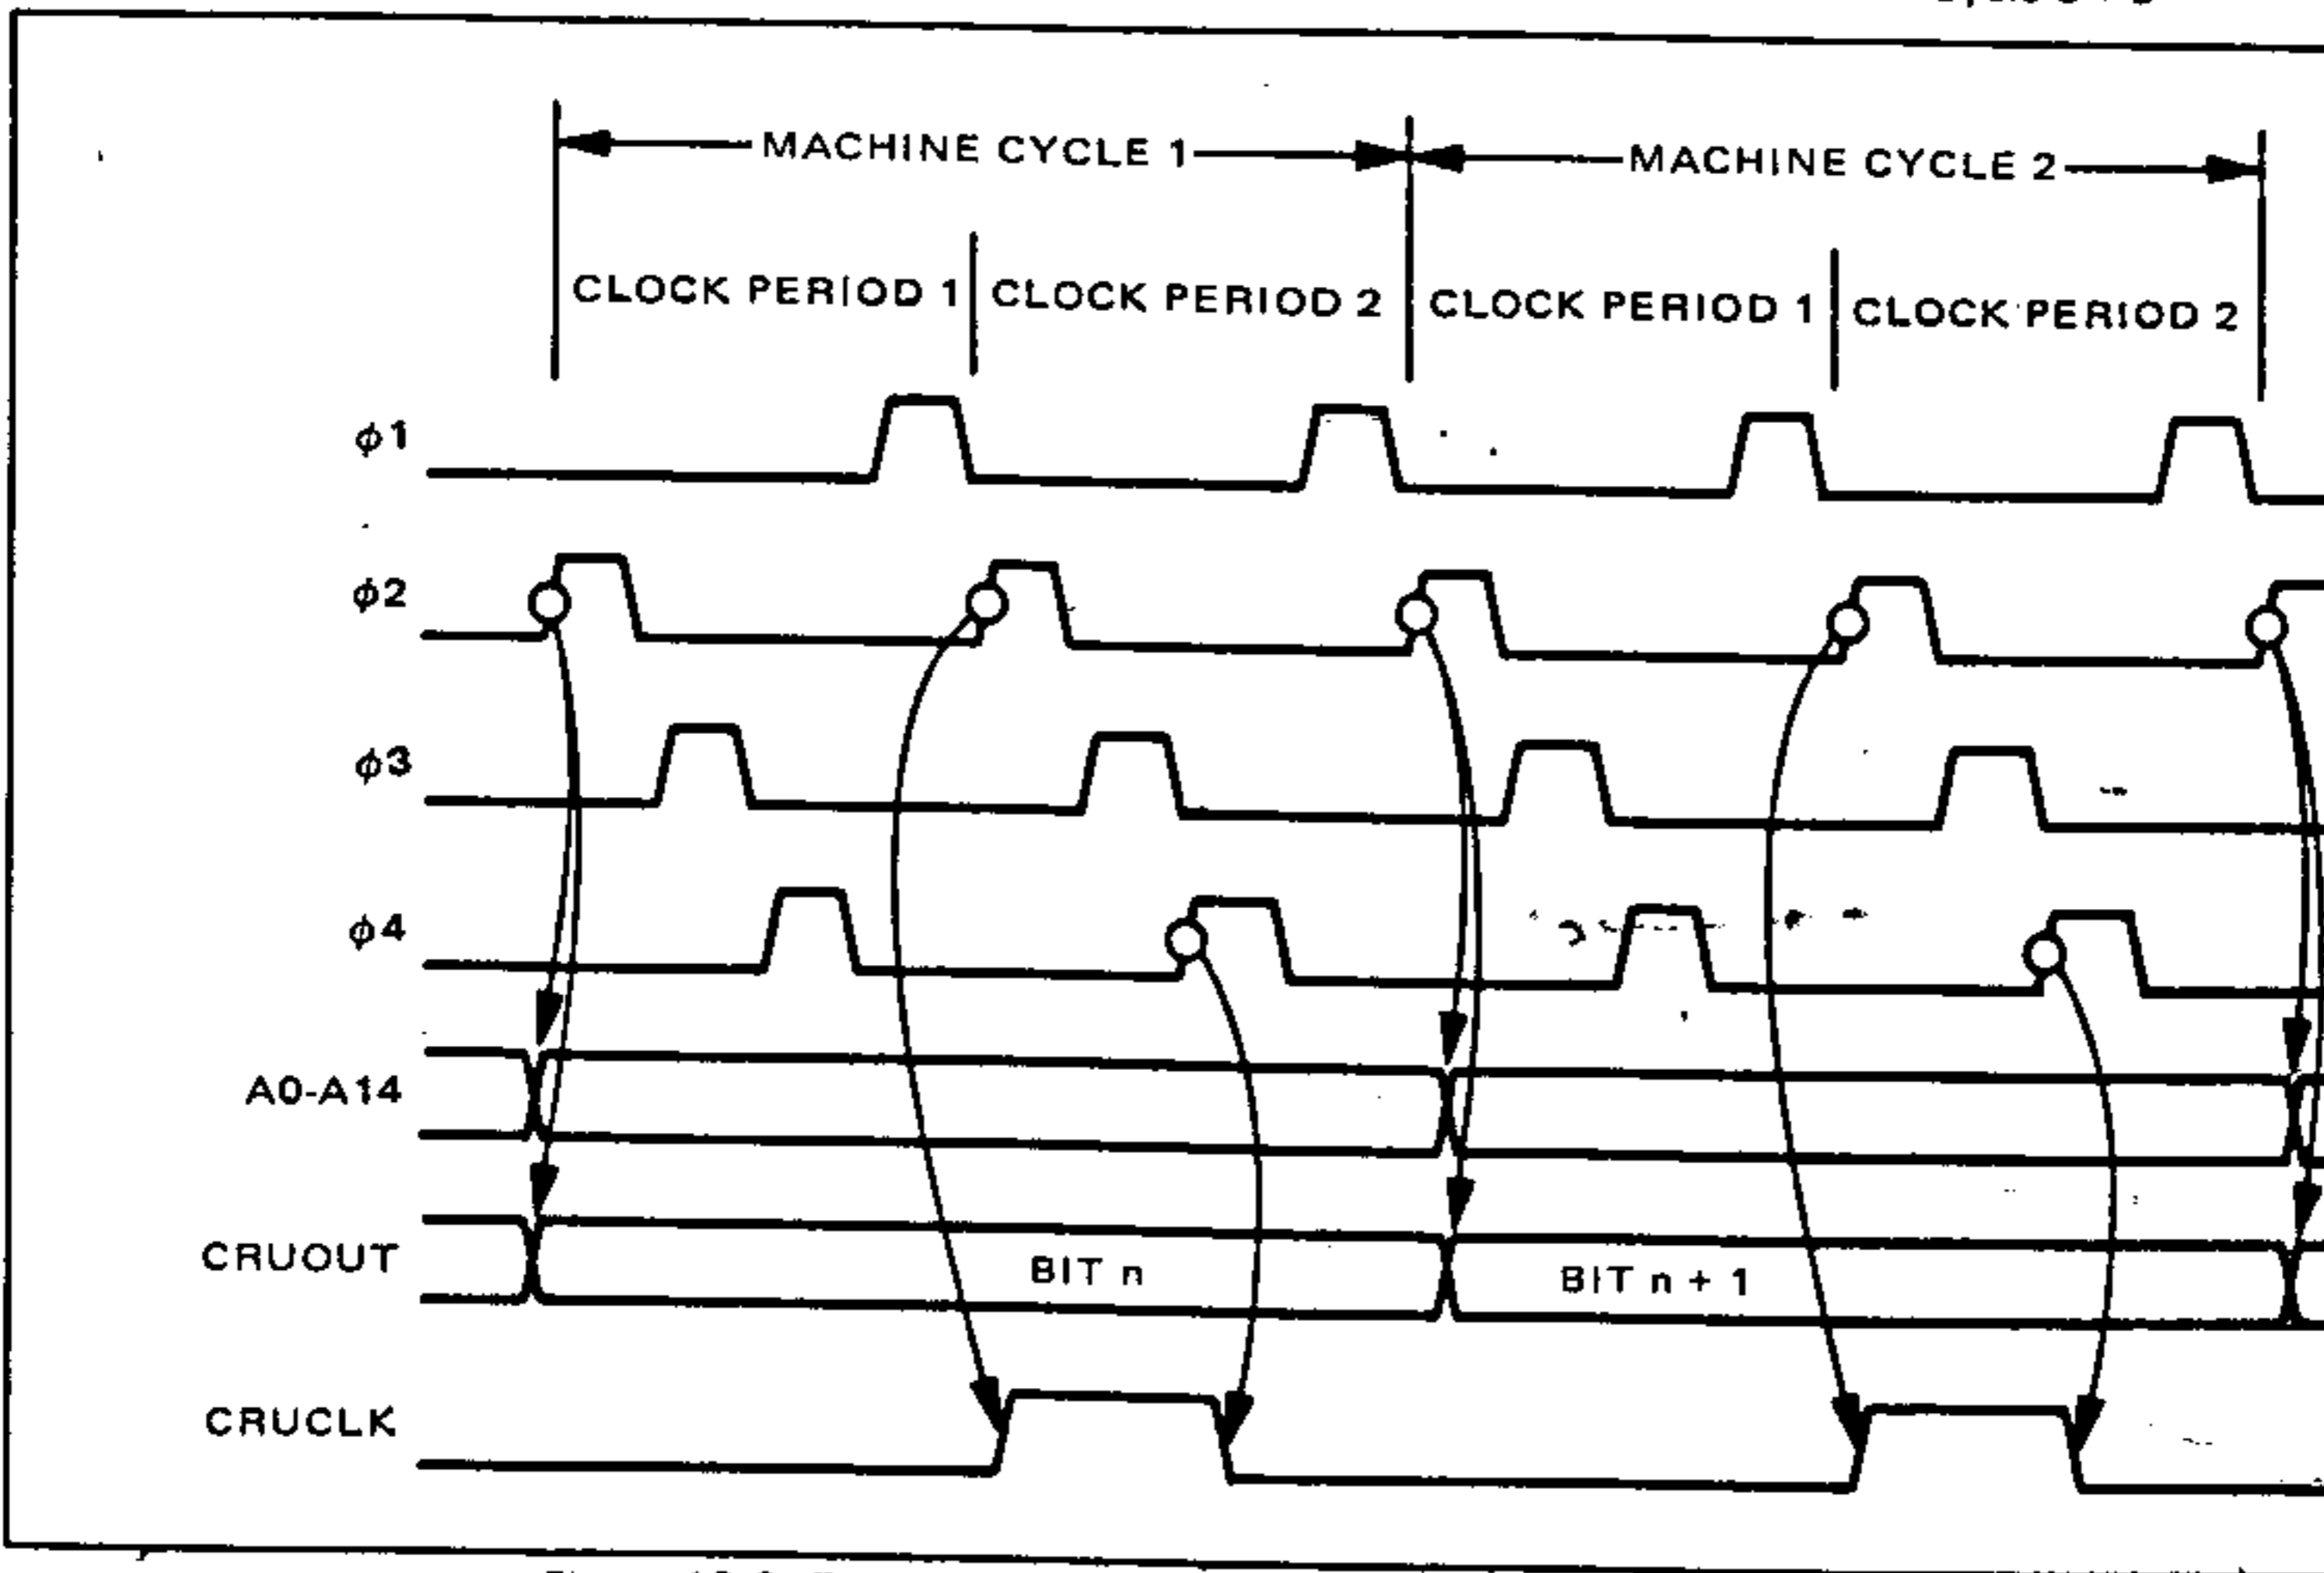 MACHINE CYCLE 1 MACHINE CYCLE 2
CLOCK PERIOD 1 CLOCK PERIOD 2 CLOCK PERIOD 1 CLOCK PERIOD 2
ϕ1
ϕ2
ϕ3
ϕ4
A0-A14
CRUOUT BIT n BIT n + 1
CRUCLK